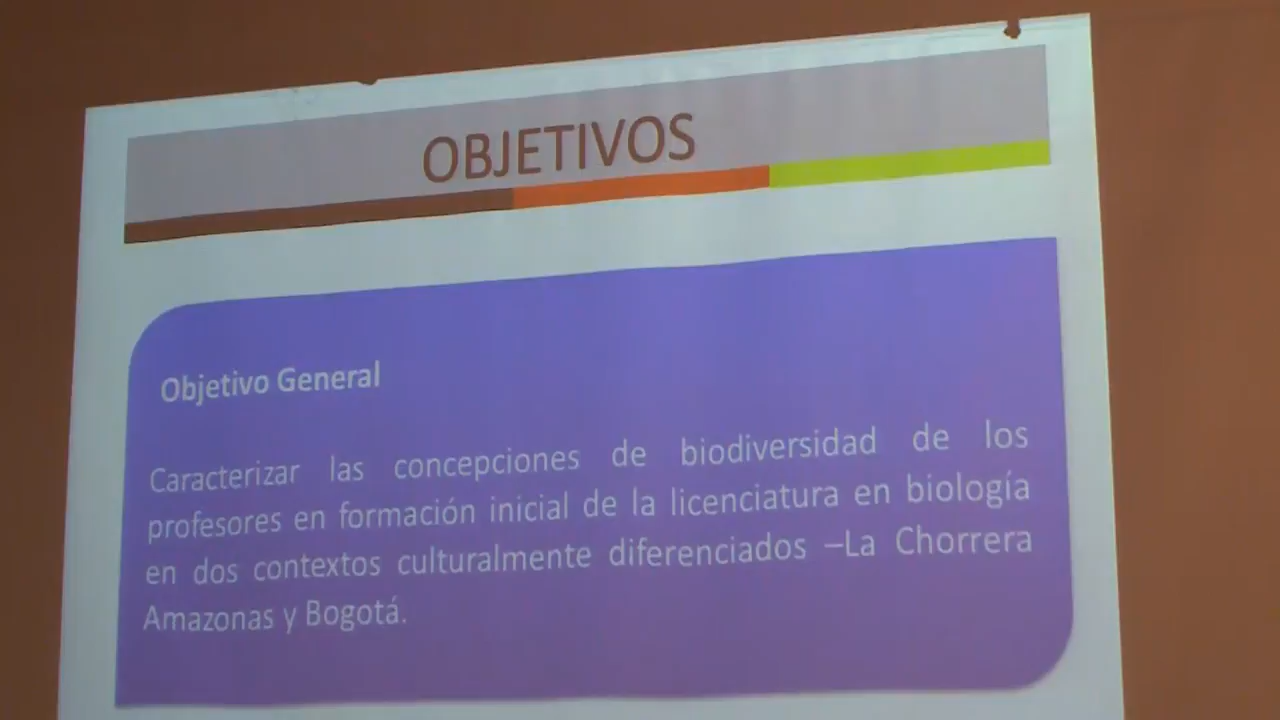 OBJETIVOS
Objetivo General
Caracterizar las concepciones de biodiversidad de los
profesores en formación inicial de la licenciatura en biología
en dos contextos culturalmente diferenciados –La Chorrera
Amazonas y Bogotá.